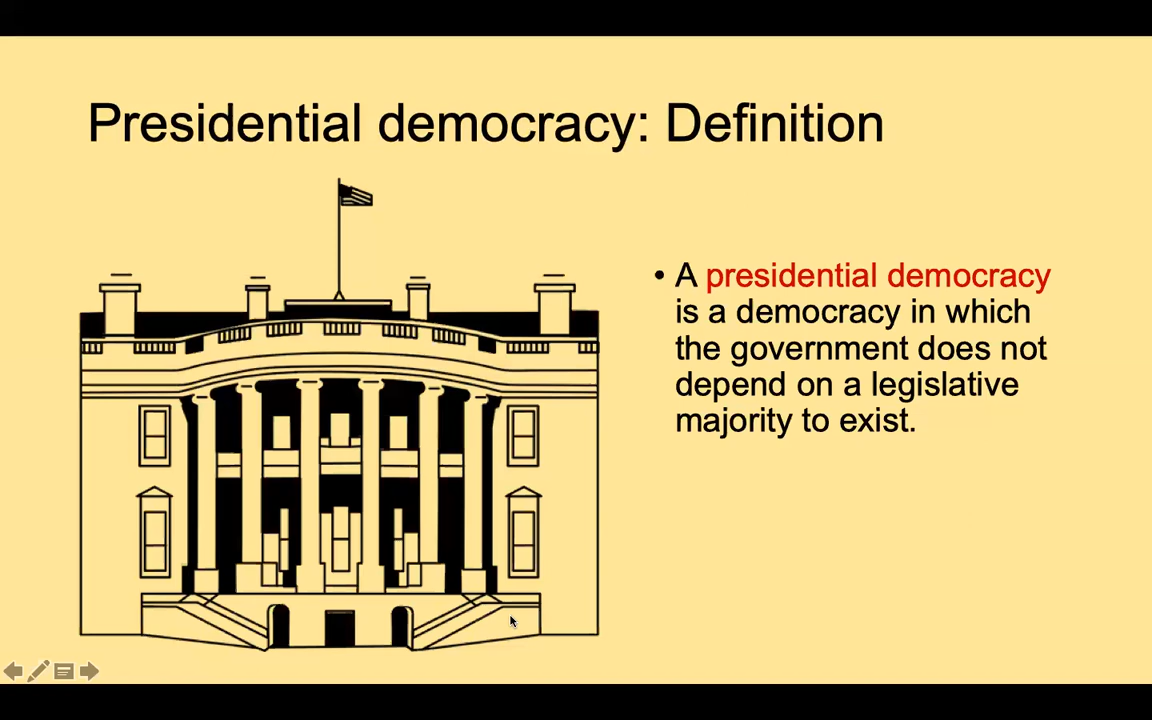 Presidential democracy: Definition
• A presidential democracy
is a democracy in which
the government does not
depend on a legislative
majority to exist.